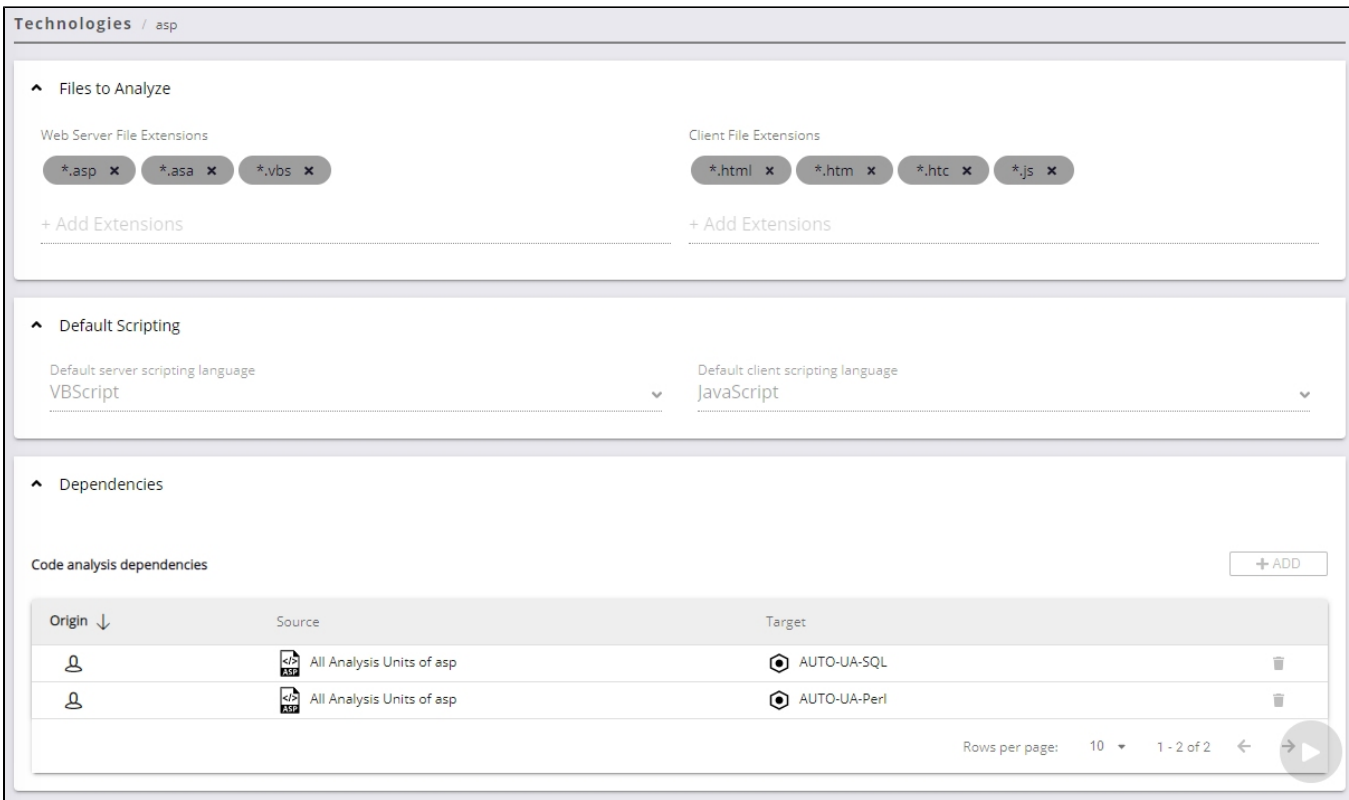 Technologies / asp
Files to Analyze
Web Server File Extensions
Client File Extensions
*.asp × *.asa × *.vbs ×
*.html × *.htm × *.htc × *.js ×
+ Add Extensions
+ Add Extensions
Default Scripting
Default server scripting language
VBScript
Default client scripting language
JavaScript
Dependencies
Code analysis dependencies
+ ADD
Origin ↓ Source Target
</> ASP All Analysis Units of asp AUTO-UA-SQL
</> ASP All Analysis Units of asp AUTO-UA-Perl
Rows per page: 10 1 - 2 of 2 ← →